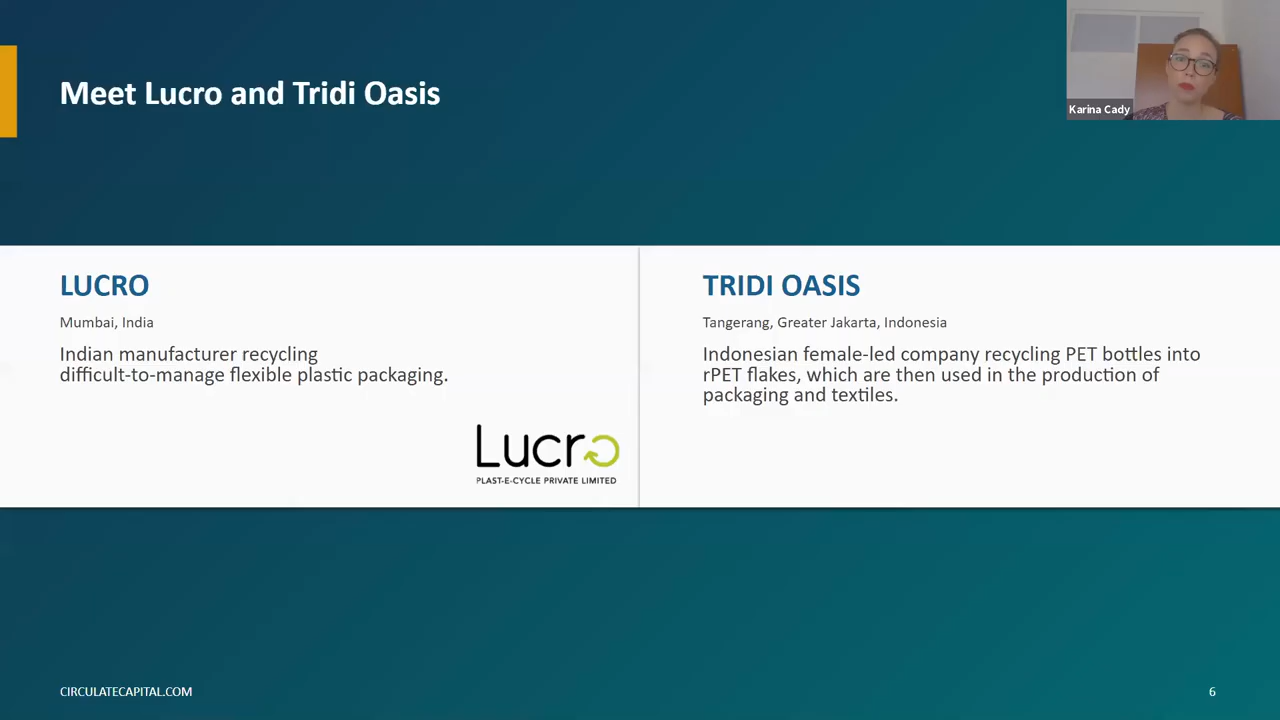 Meet Lucro and Tridi Oasis
Karina Cady
LUCRO
Mumbai, India
Indian manufacturer recycling
difficult-to-manage flexible plastic packaging.
Lucro
PLAST-E-CYCLE PRIVATE LIMITED
TRIDI OASIS
Tangerang, Greater Jakarta, Indonesia
Indonesian female-led company recycling PET bottles into
rPET flakes, which are then used in the production of
packaging and textiles.
CIRCULATECAPITAL.COM
6